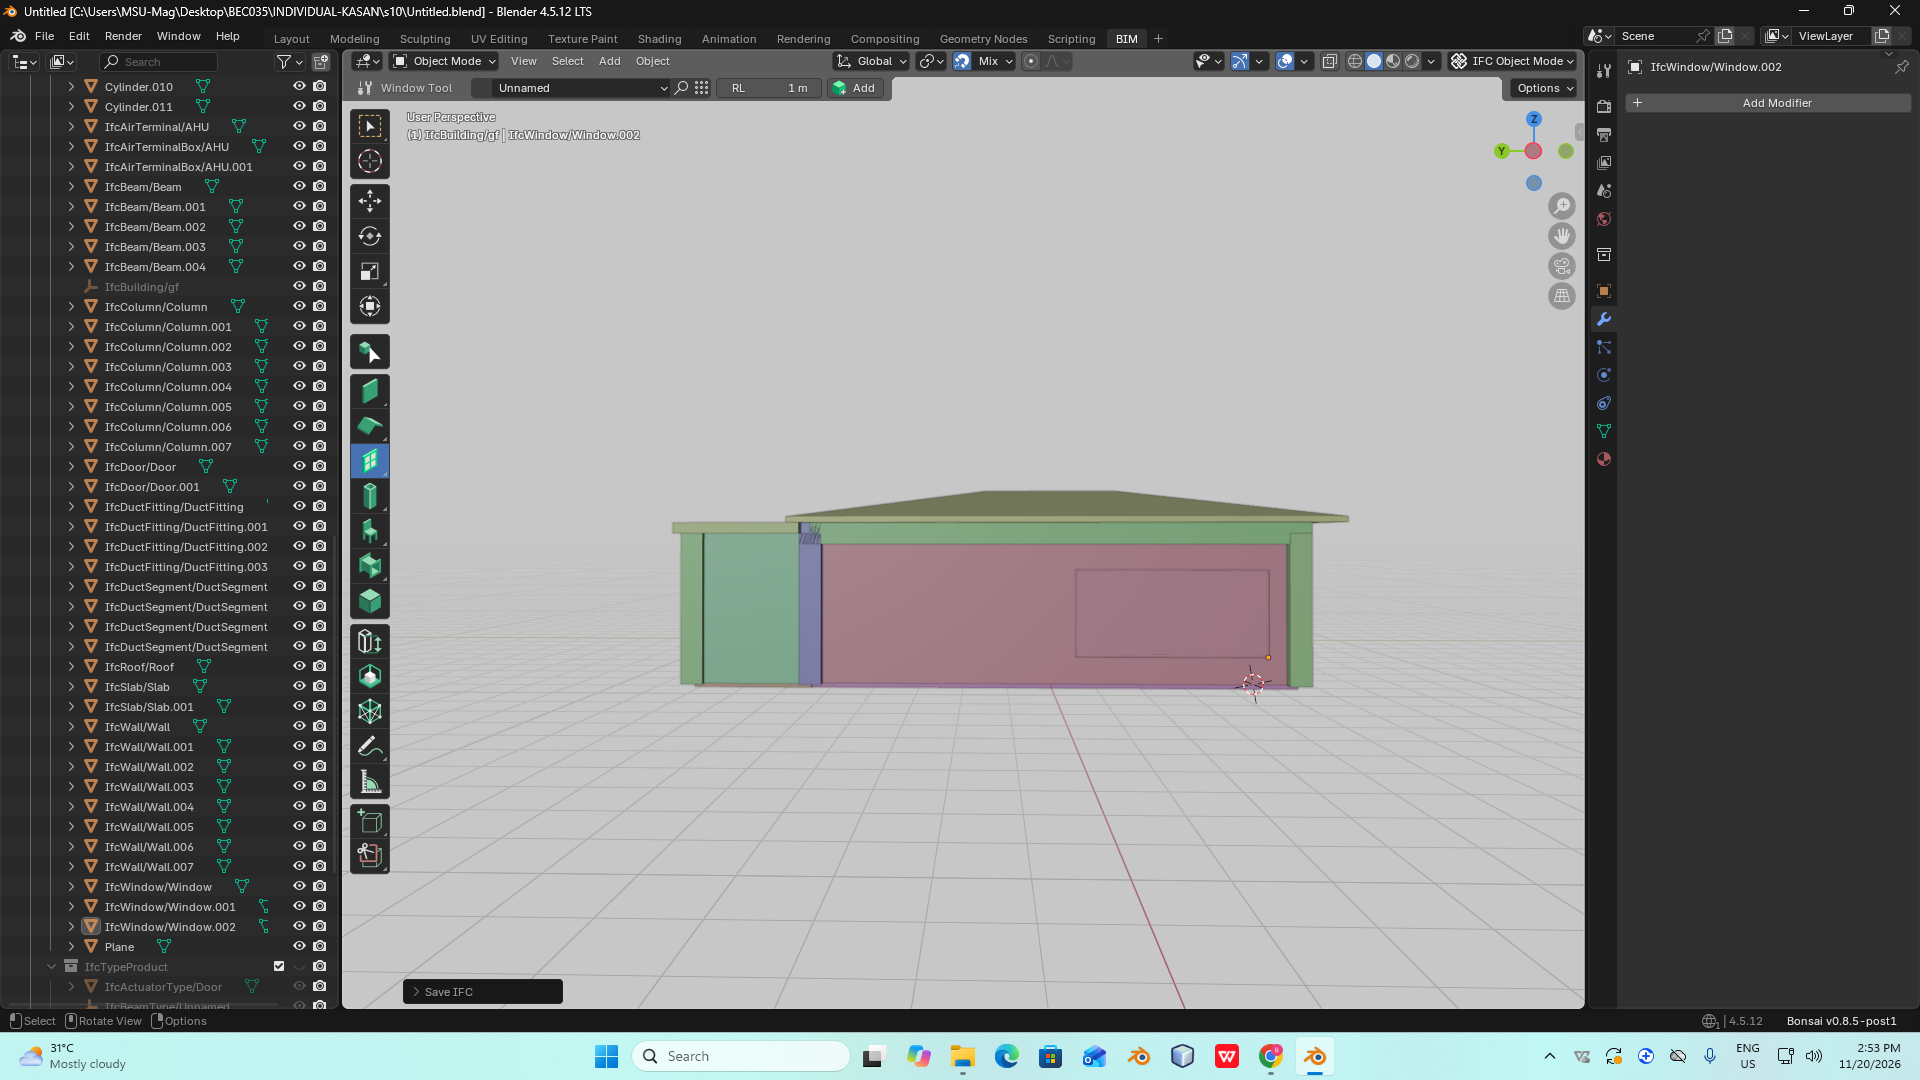 Untitled [C:\Users\MSU-Mag\Desktop\BEC035\INDIVIDUAL-KASAN\s10\Untitled.blend] - Blender 4.5.12 LTS
File Edit Render Window Help
Layout Modeling Sculpting UV Editing Texture Paint Shading Animation Rendering Compositing Geometry Nodes Scripting BIM
Scene
ViewLayer
Search
Object Mode View Select Add Object
Global
Mix
IFC Object Mode
Window Tool
Unnamed
RL 1 m
Add
Options
User Perspective
(1) IfcBuilding/gf | IfcWindow/Window.002
Z
Y
IfcWindow/Window.002
Add Modifier
Cylinder.010
Cylinder.011
IfcAirTerminal/AHU
IfcAirTerminalBox/AHU
IfcAirTerminalBox/AHU.001
IfcBeam/Beam
IfcBeam/Beam.001
IfcBeam/Beam.002
IfcBeam/Beam.003
IfcBeam/Beam.004
IfcBuilding/gf
IfcColumn/Column
IfcColumn/Column.001
IfcColumn/Column.002
IfcColumn/Column.003
IfcColumn/Column.004
IfcColumn/Column.005
IfcColumn/Column.006
IfcColumn/Column.007
IfcDoor/Door
IfcDoor/Door.001
IfcDuctFitting/DuctFitting
IfcDuctFitting/DuctFitting.001
IfcDuctFitting/DuctFitting.002
IfcDuctFitting/DuctFitting.003
IfcDuctSegment/DuctSegment
IfcDuctSegment/DuctSegment
IfcDuctSegment/DuctSegment
IfcDuctSegment/DuctSegment
IfcRoof/Roof
IfcSlab/Slab
IfcSlab/Slab.001
IfcWall/Wall
IfcWall/Wall.001
IfcWall/Wall.002
IfcWall/Wall.003
IfcWall/Wall.004
IfcWall/Wall.005
IfcWall/Wall.006
IfcWall/Wall.007
IfcWindow/Window
IfcWindow/Window.001
IfcWindow/Window.002
Plane
IfcTypeProduct
IfcActuatorType/Door
IfcBeamType/Unnamed
Save IFC
Select Rotate View Options
4.5.12 Bonsai v0.8.5-post1
31°C
Mostly cloudy
Search
ENG
US
2:53 PM
11/20/2026